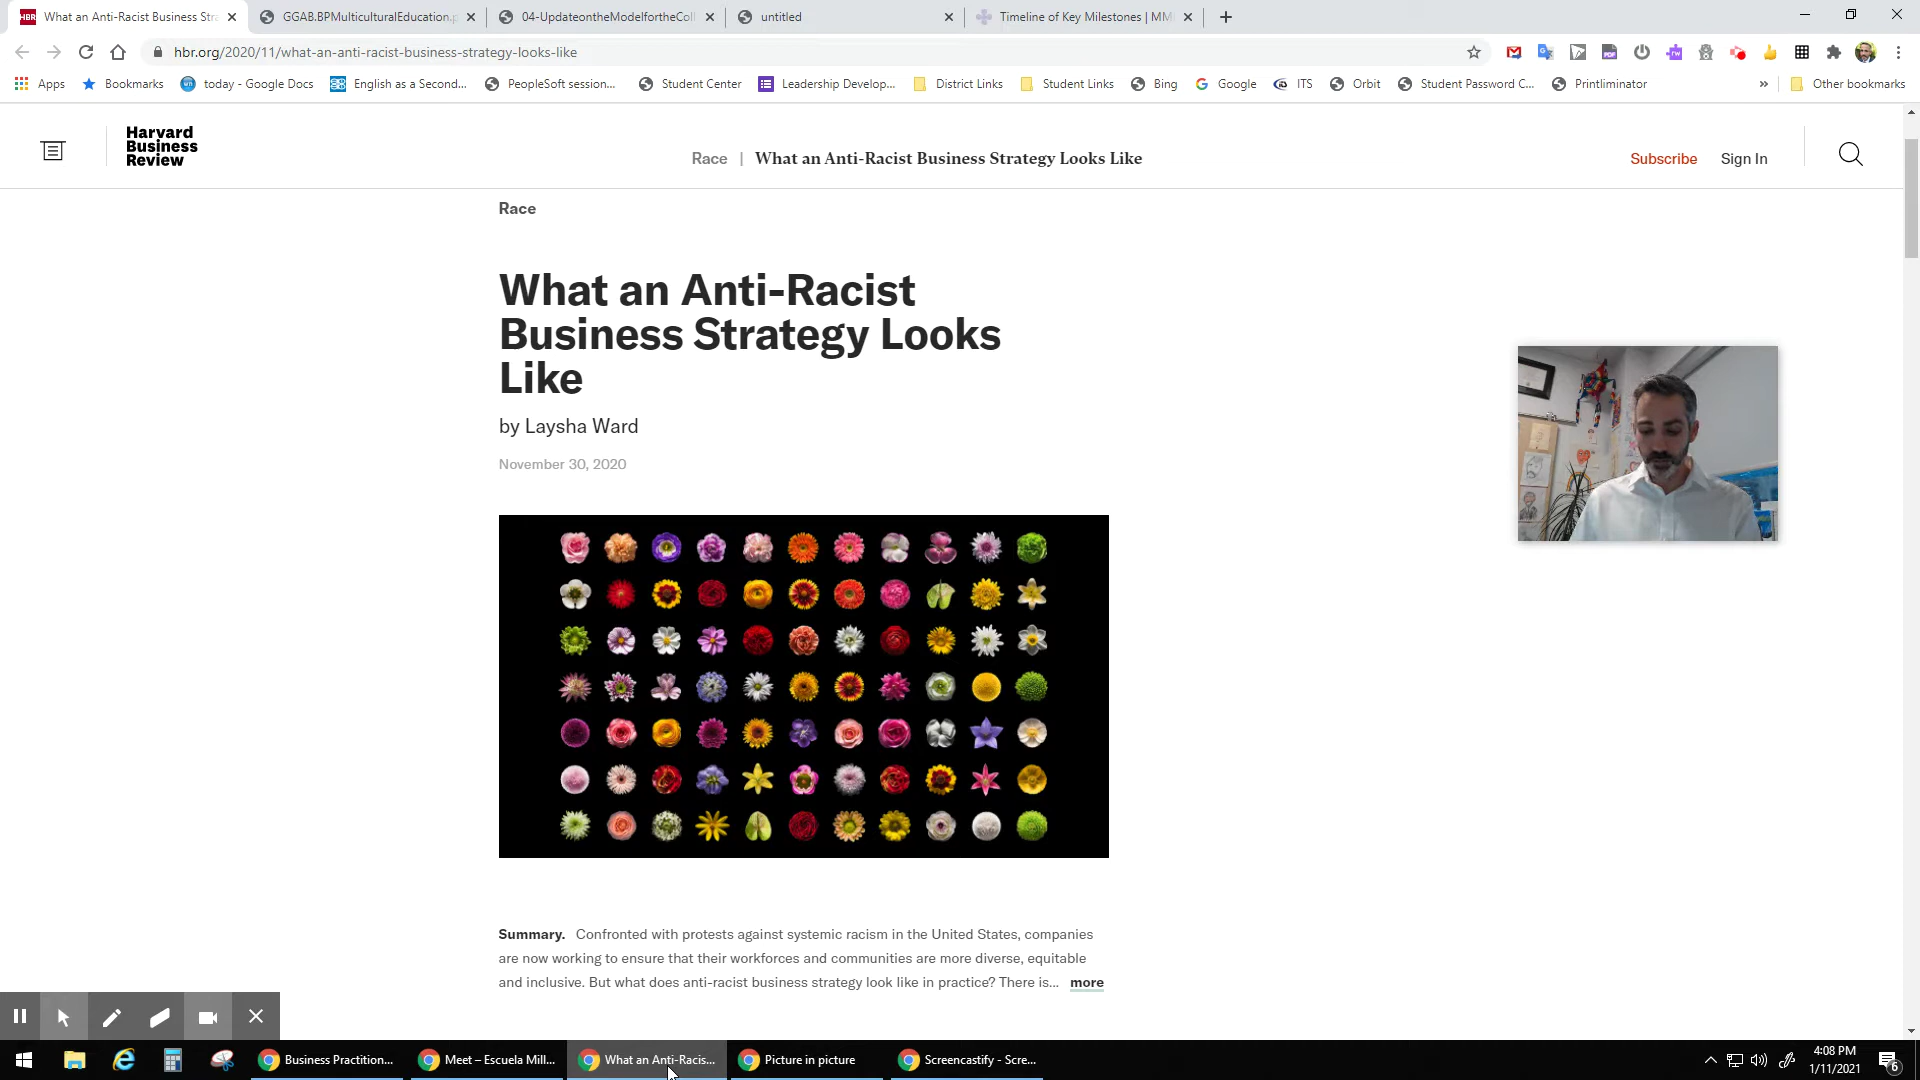 What an Anti-Racist Business Stra
GGAB.BPMulticulturalEducation.p
04-UpdateontheModelfortheColl
untitled
Timeline of Key Milestones | MM
hbr.org/2020/11/what-an-anti-racist-business-strategy-looks-like
Apps
Bookmarks
today - Google Docs
English as a Second...
PeopleSoft session...
Student Center
Leadership Develop...
District Links
Student Links
Bing
Google
ITS
Orbit
Student Password C...
Printliminator
»
Other bookmarks
Harvard
Business
Review
Race | What an Anti-Racist Business Strategy Looks Like
Subscribe
Sign In
Race
What an Anti-Racist
Business Strategy Looks
Like
by Laysha Ward
November 30, 2020
Summary. Confronted with protests against systemic racism in the United States, companies
are now working to ensure that their workforces and communities are more diverse, equitable
and inclusive. But what does anti-racist business strategy look like in practice? There is... more
Business Practition...
Meet – Escuela Mill...
What an Anti-Racis...
Picture in picture
Screencastify - Scre...
4:08 PM
1/11/2021
6